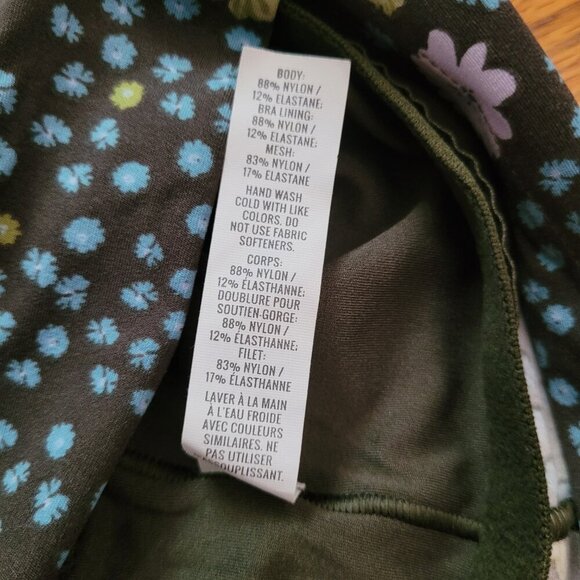 BODY:
88% NYLON /
12% ELASTANE;
BRA LINING:
88% NYLON /
12% ELASTANE;
MESH:
83% NYLON /
17% ELASTANE
HAND WASH
COLD WITH LIKE
COLORS. DO
NOT USE FABRIC
SOFTENERS.
CORPS:
88% NYLON /
12% ÉLASTHANNE;
DOUBLURE POUR
SOUTIEN-GORGE:
88% NYLON /
12% ÉLASTHANNE;
FILET:
83% NYLON /
17% ÉLASTHANNE
LAVER À LA MAIN
À L'EAU FROIDE
AVEC COULEURS
SIMILAIRES. NE
PAS UTILISER
D'ASSOUPLISSANT.